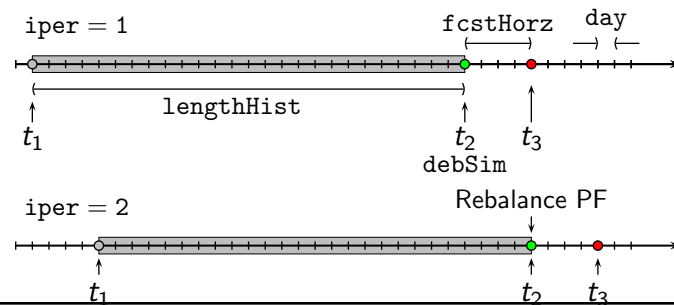 iper = 1
fcstHorz
day
lengthHist
t1
t2
t3
debSim
iper = 2
Rebalance PF
t1
t2
t3